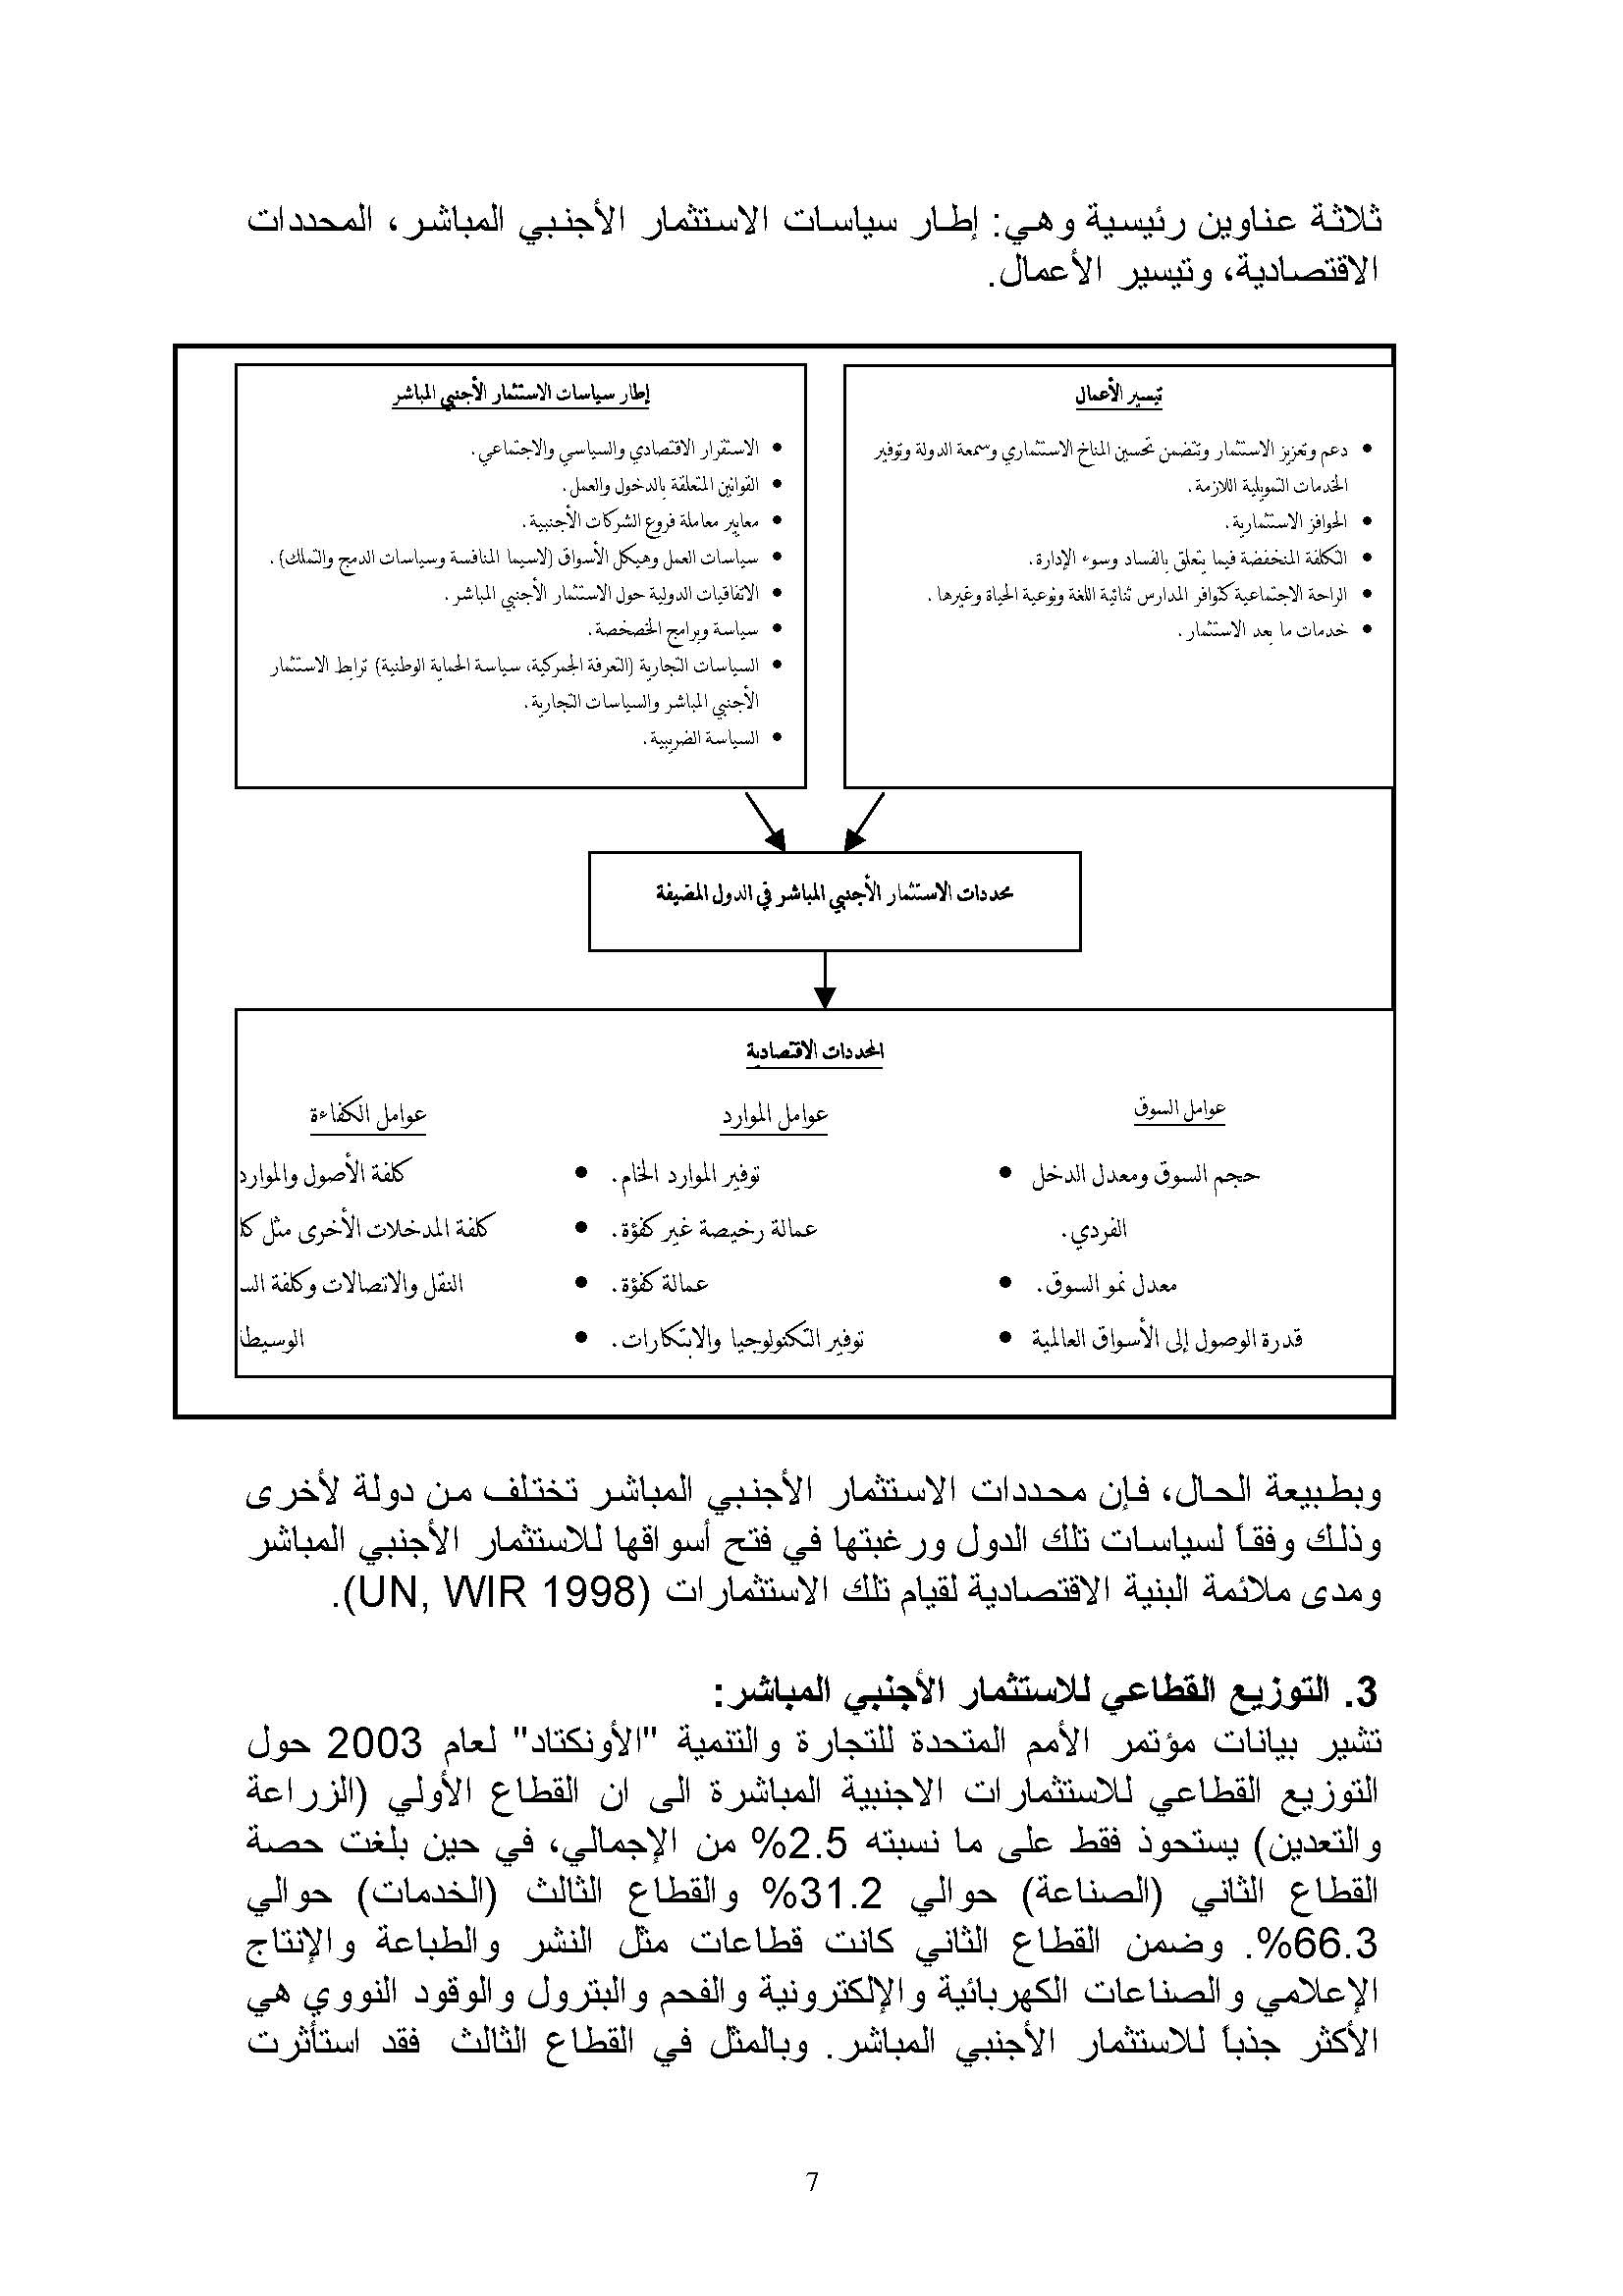 ثلاثة عناوين رئيسية وهي: إطار سياسات الاستثمار الأجنبي المباشر، المحددات
الاقتصادية، وتيسير الأعمال.
تيسير الأعمال
• دعم وتعزيز الاستثمار وتتضمن تحسين المناخ الاستثماري وسمعة الدولة وتوفير
الخدمات التمويلية اللازمة.
• الحوافز الاستثمارية.
• التكلفة المنخفضة فيما يتعلق بالفساد وسوء الإدارة.
• الراحة الاجتماعية كتوافر المدارس ثنائية اللغة ونوعية الحياة وغيرها.
• خدمات ما بعد الاستثمار.
إطار سياسات الاستثمار الأجنبي المباشر
• الاستقرار الاقتصادي والسياسي والاجتماعي.
• القوانين المتعلقة بالدخول والعمل.
• معايير معاملة فروع الشركات الأجنبية.
• سياسات العمل وهيكل الأسواق (لاسيما المنافسة وسياسات الدمج والتملك).
• الاتفاقيات الدولية حول الاستثمار الأجنبي المباشر.
• سياسة وبرامج الخصخصة.
• السياسات التجارية (التعرفة الجمركية، سياسة الحماية الوطنية) ترابط الاستثمار
الأجنبي المباشر والسياسات التجارية.
• السياسة الضريبية.
محددات الاستثمار الأجنبي المباشر في الدول المضيفة
المحددات الاقتصادية
عوامل السوق
حجم السوق ومعدل الدخل
الفردي.
معدل نمو السوق.
قدرة الوصول إلى الأسواق العالمية
عوامل الموارد
• توفير الموارد الخام.
• عمالة رخيصة غير كفؤة.
• عمالة كفؤة.
• توفير التكنولوجيا والابتكارات.
عوامل الكفاءة
• كلفة الأصول والموارد
• كلفة المدخلات الأخرى مثل
• النقل والاتصالات وكلفة
•
وبطبيعة الحال، فإن محددات الاستثمار الأجنبي المباشر تختلف من دولة لأخرى
وذلك وفقاً لسياسات تلك الدول ورغبتها في فتح أسواقها للاستثمار الأجنبي المباشر
ومدى ملائمة البنية الاقتصادية لقيام تلك الاستثمارات (UN, WIR 1998).
3. التوزيع القطاعي للاستثمار الأجنبي المباشر:
تشير بيانات مؤتمر الأمم المتحدة للتجارة والتنمية "الأونكتاد" لعام 2003 حول
التوزيع القطاعي للاستثمارات الاجنبية المباشرة الى ان القطاع الأولي (الزراعة
والتعدين) يستحوذ فقط على ما نسبته 2.5% من الإجمالي، في حين بلغت حصة
القطاع الثاني (الصناعة) حوالي 31.2% والقطاع الثالث (الخدمات) حوالي
66.3%. وضمن القطاع الثاني كانت قطاعات مثل النشر والطباعة والإنتاج
الإعلامي والصناعات الكهربائية والإلكترونية والفحم والبترول والوقود النووي هي
الأكثر جذباً للاستثمار الأجنبي المباشر. وبالمثل في القطاع الثالث فقد استأثرت
7